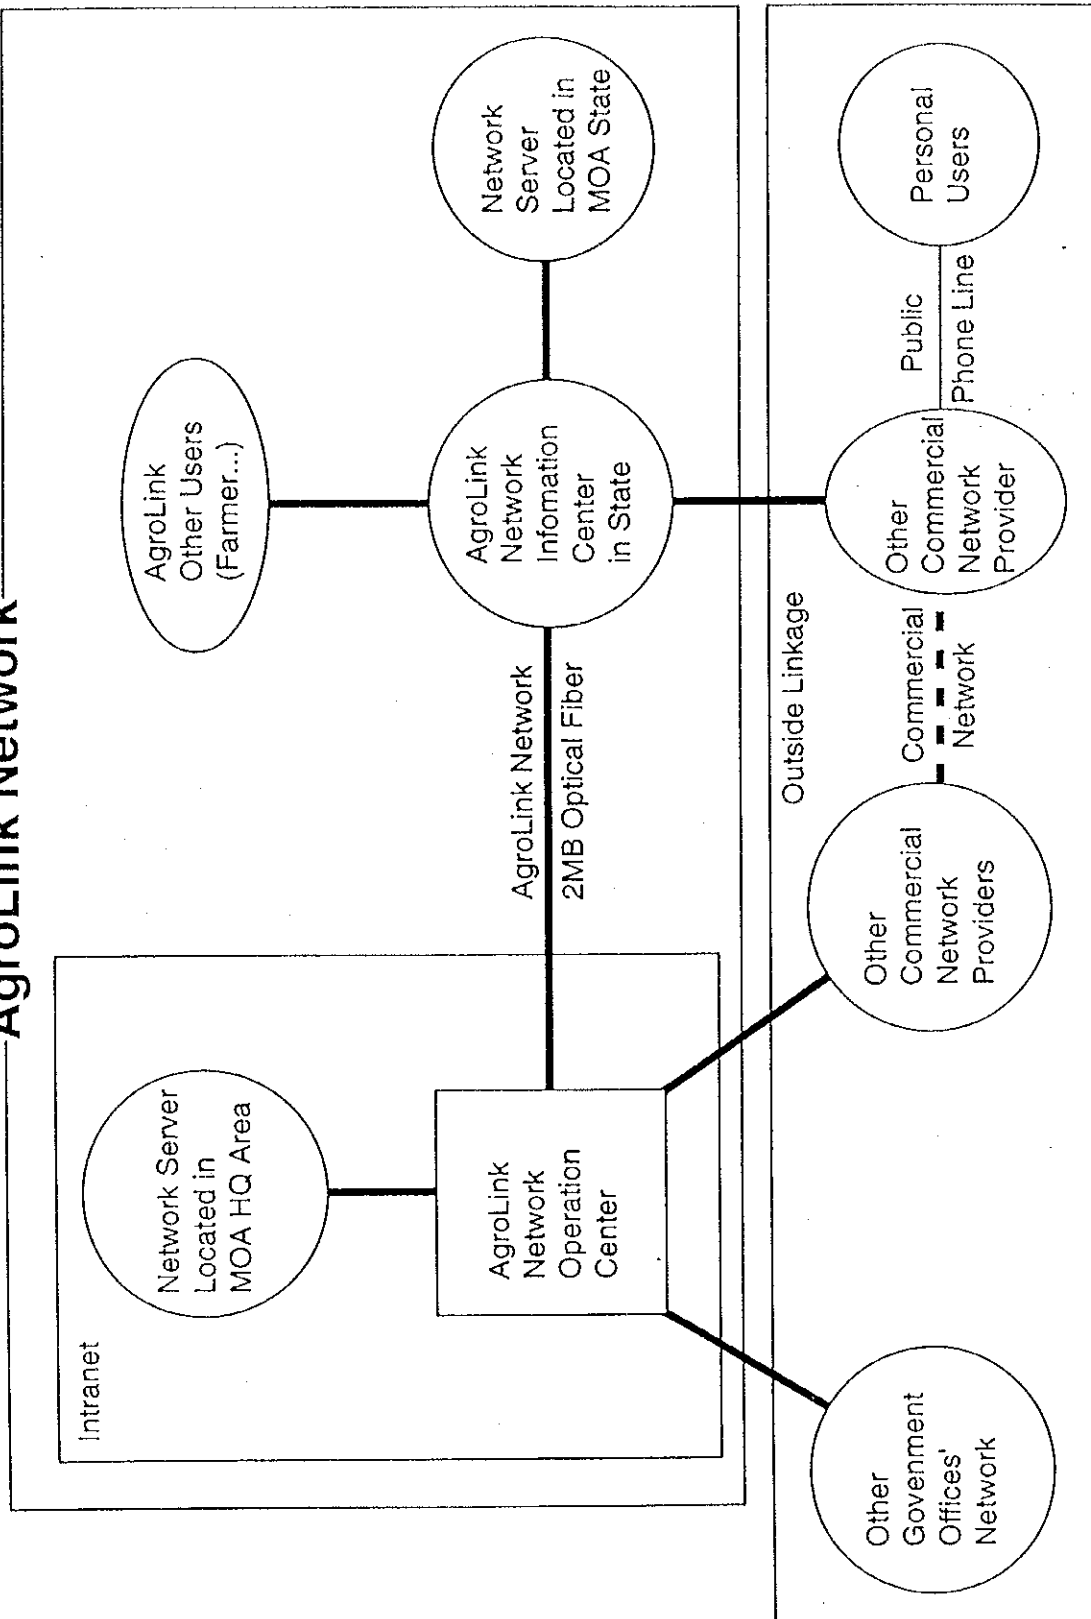 AgroLink Network
Intranet
Network Server
Located in
MOA HQ Area
AgroLink
Network
Operation
Center
AgroLink Network
2MB Optical Fiber
AgroLink
Other Users
(Farmer...)
AgroLink
Network
Infomation
Center
in State
Network
Server
Located in
MOA State
Outside Linkage
Other
Govenment
Offices'
Network
Other
Commercial
Network
Providers
Commercial
Network
Other
Commercial
Network
Provider
Public
Phone Line
Personal
Users